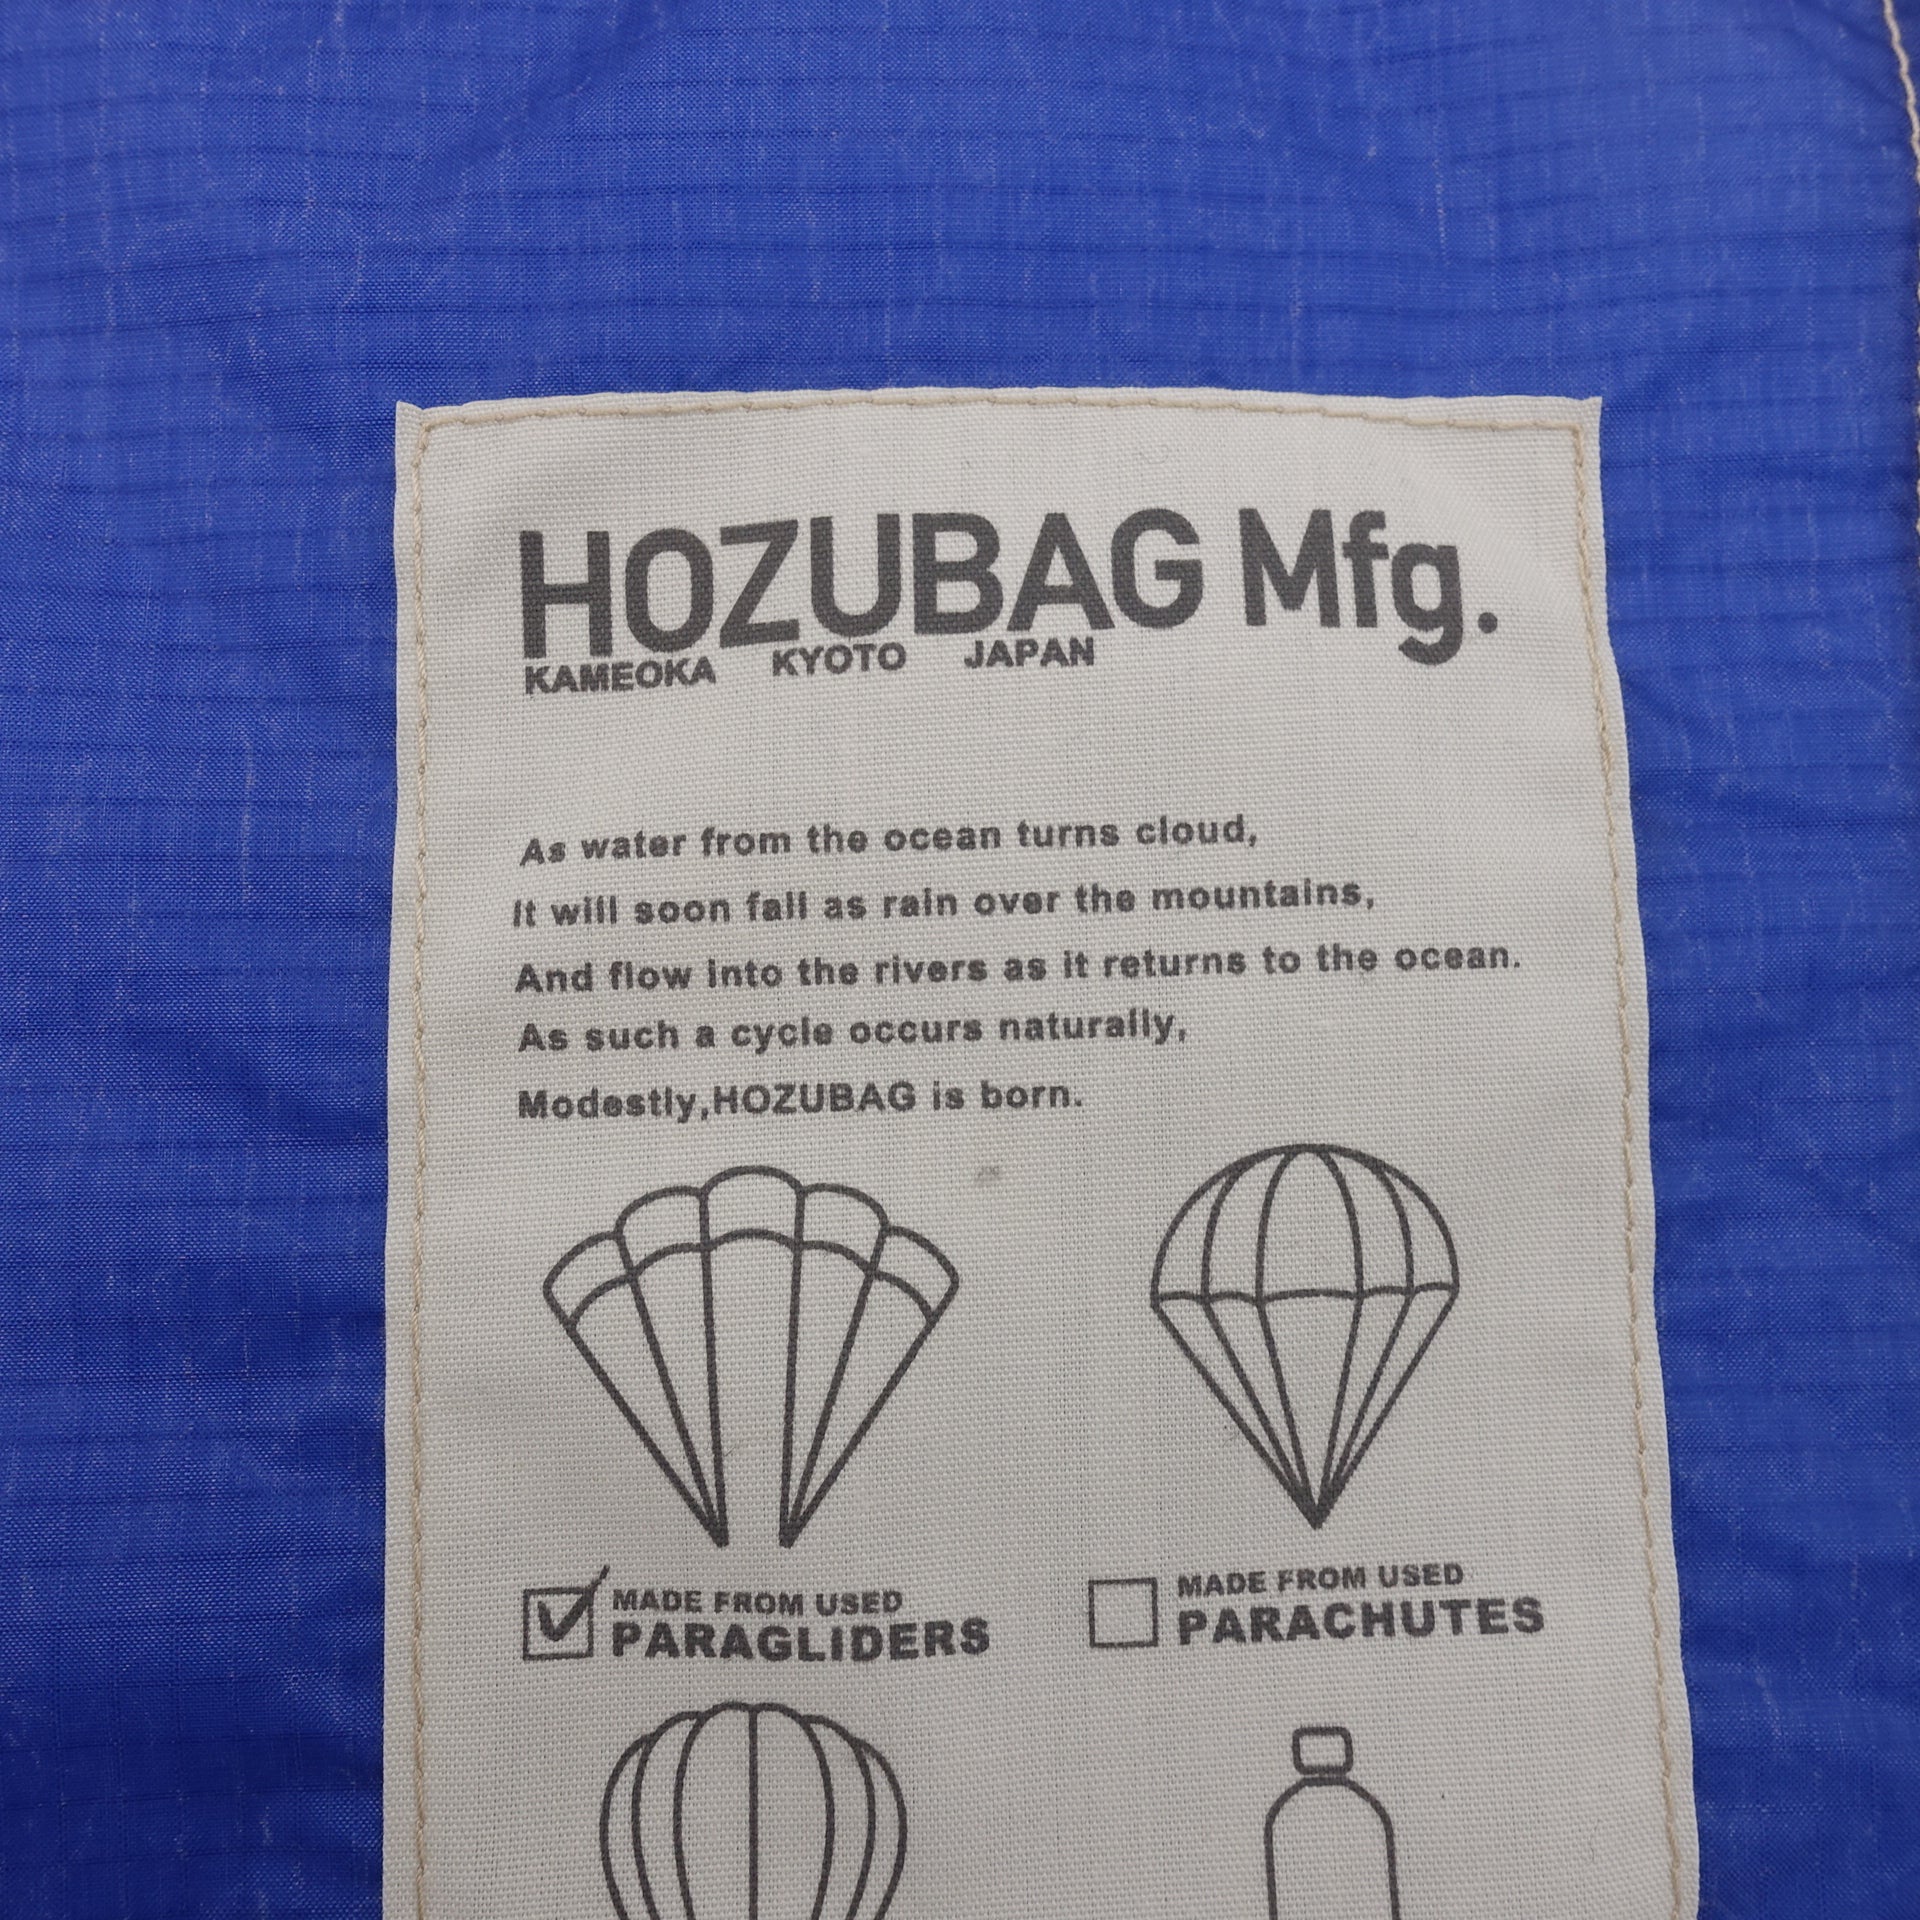 HOZUBAG Mfg.
KAMEOKA KYOTO JAPAN
As water from the ocean turns cloud,
It will soon fall as rain over the mountains,
And flow into the rivers as it returns to the ocean.
As such a cycle occurs naturally,
Modestly,HOZUBAG is born.
MADE FROM USED
PARAGLIDERS
MADE FROM USED
PARACHUTES